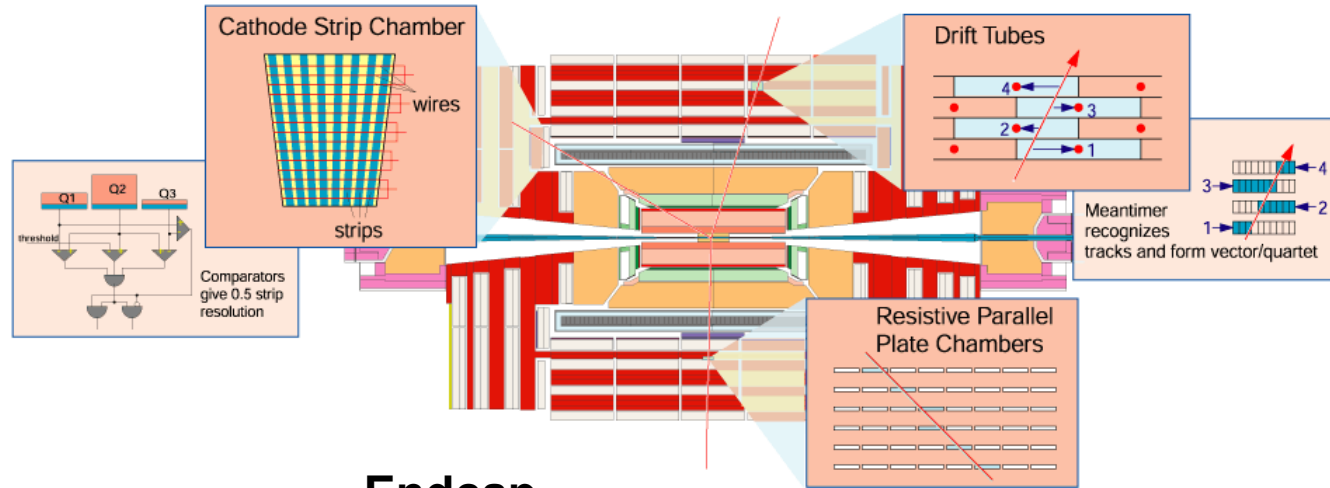 Cathode Strip Chamber
wires
strips
Q1
Q2
Q3
threshold
Comparators
give 0.5 strip
resolution
Drift Tubes
4
3
2
1
4
3
2
1
Meantimer
recognizes
tracks and form vector/quartet
Resistive Parallel
Plate Chambers
Endcap